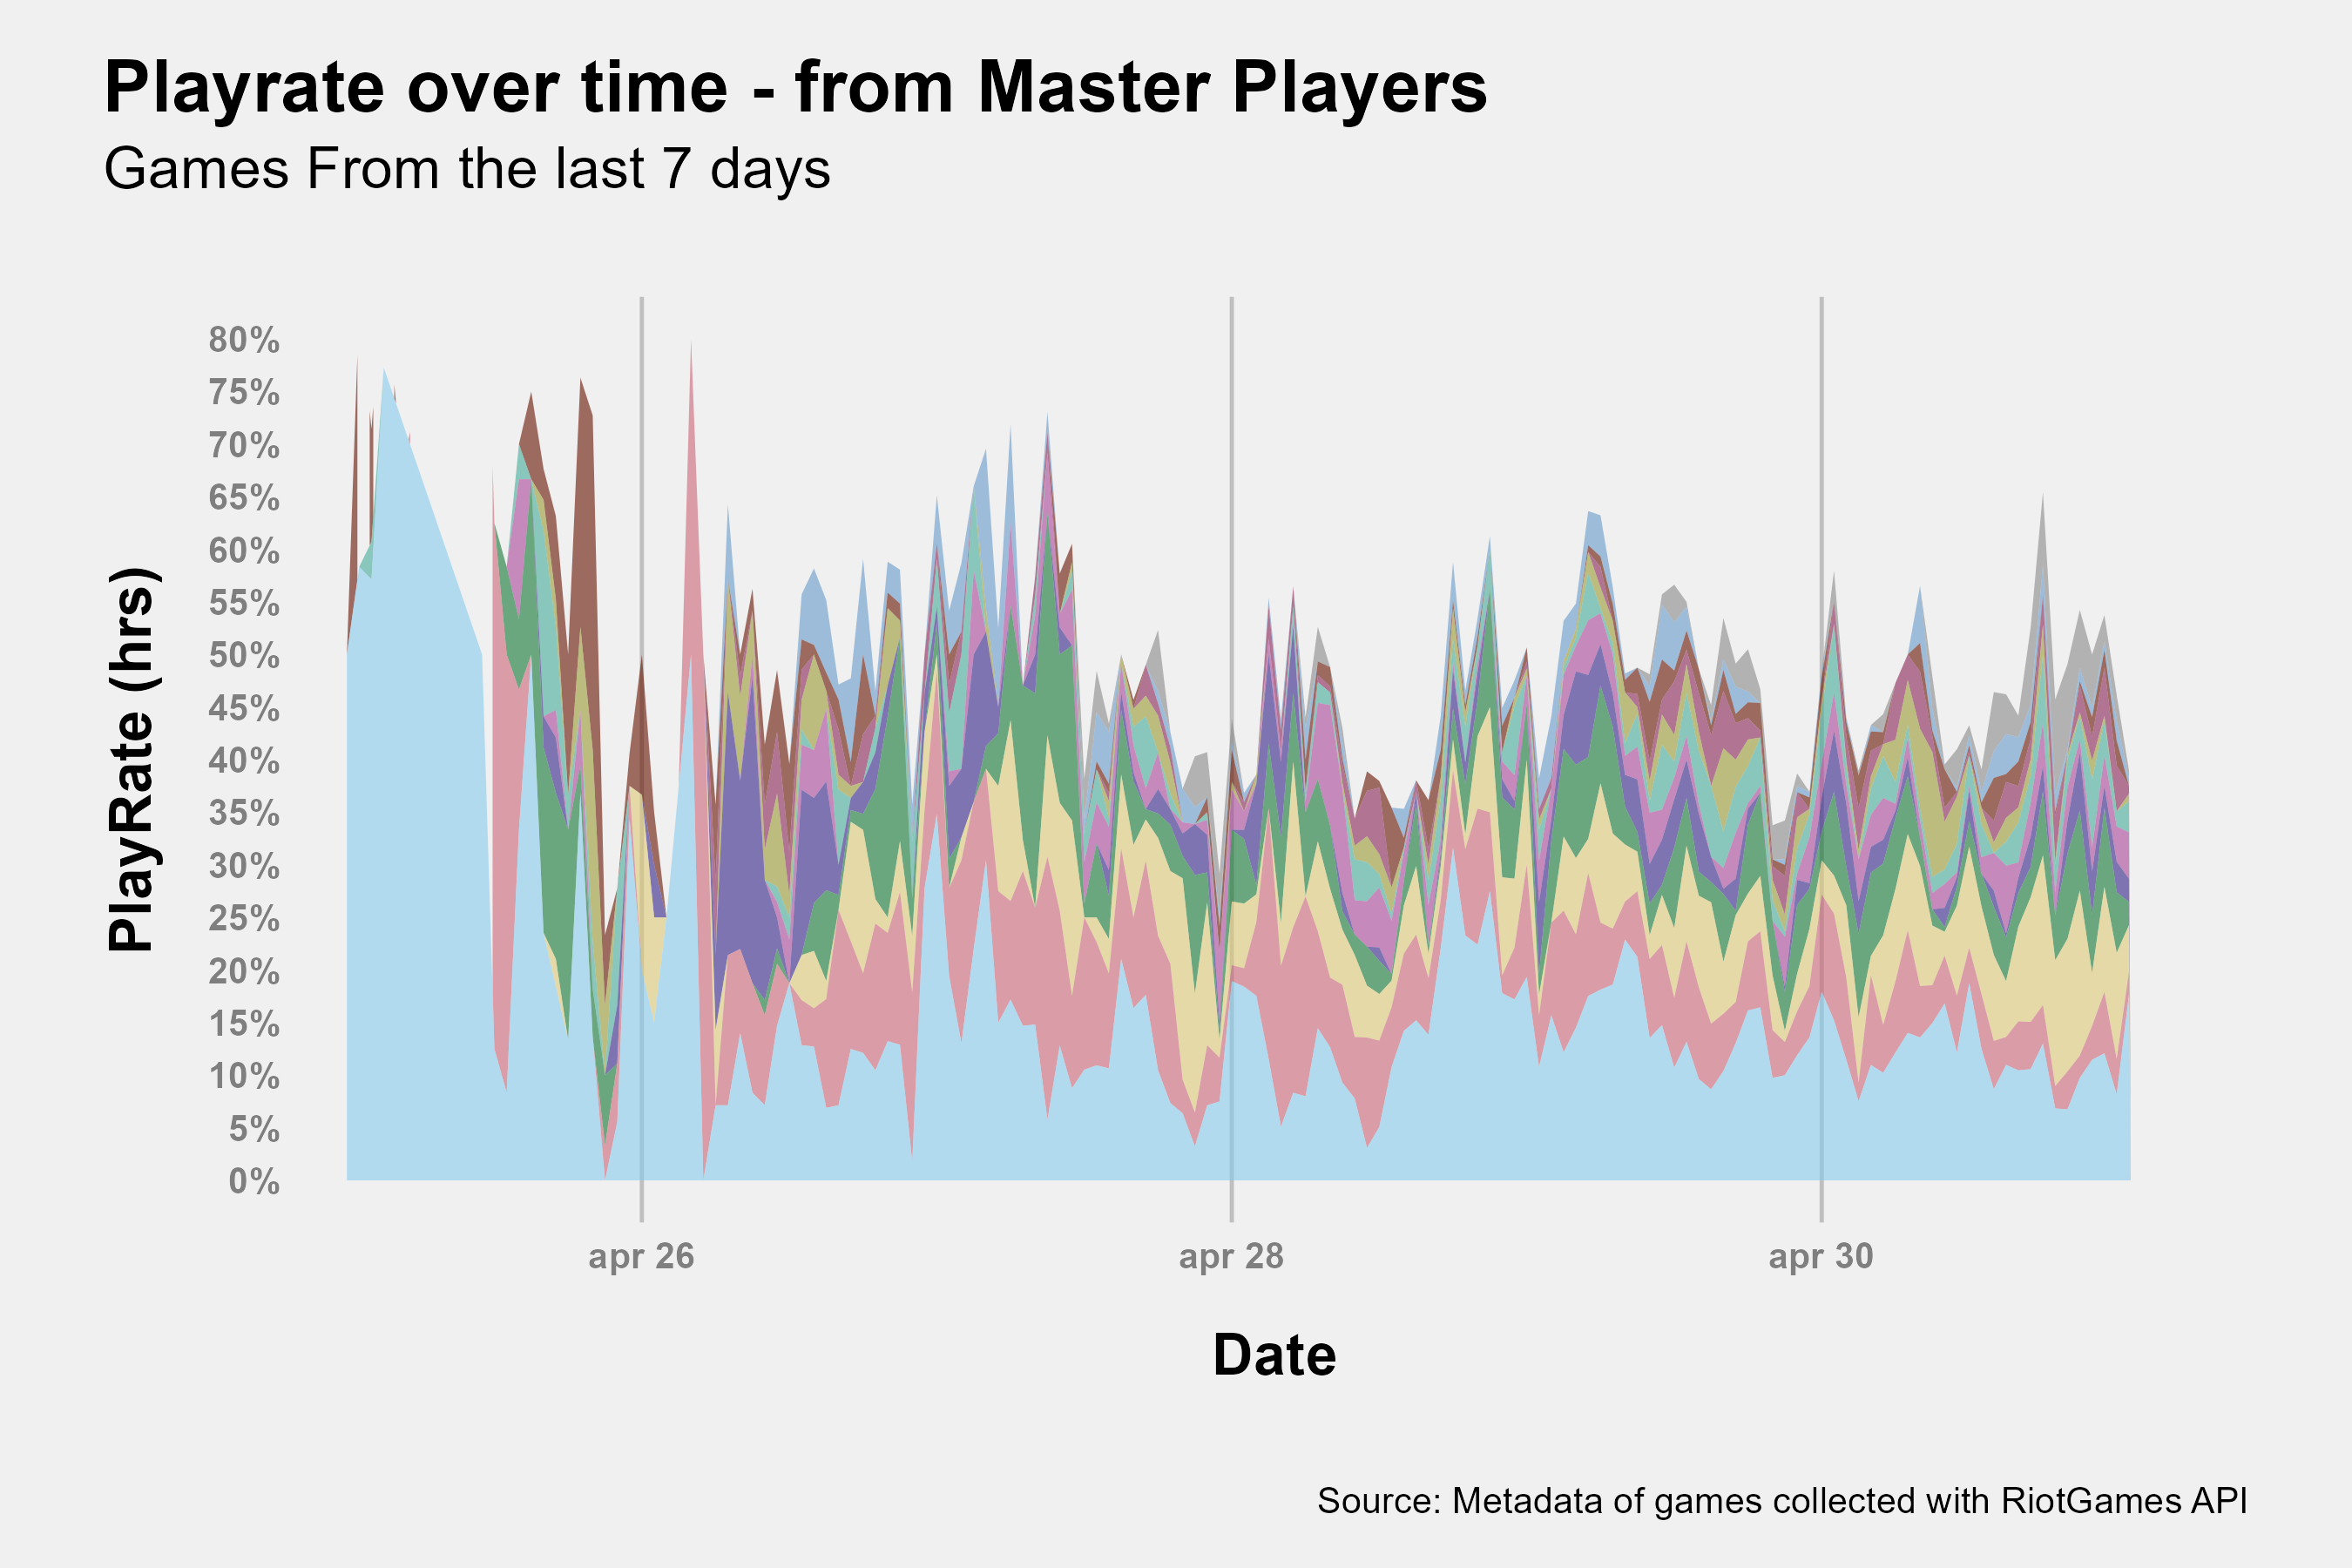 Playrate over time - from Master Players
Games From the last 7 days
80%
75%
70%
65%
60%
55%
50%
45%
40%
35%
30%
25%
20%
15%
10%
5%
0%
PlayRate (hrs)
apr 26
apr 28
apr 30
Date
Source: Metadata of games collected with RiotGames API